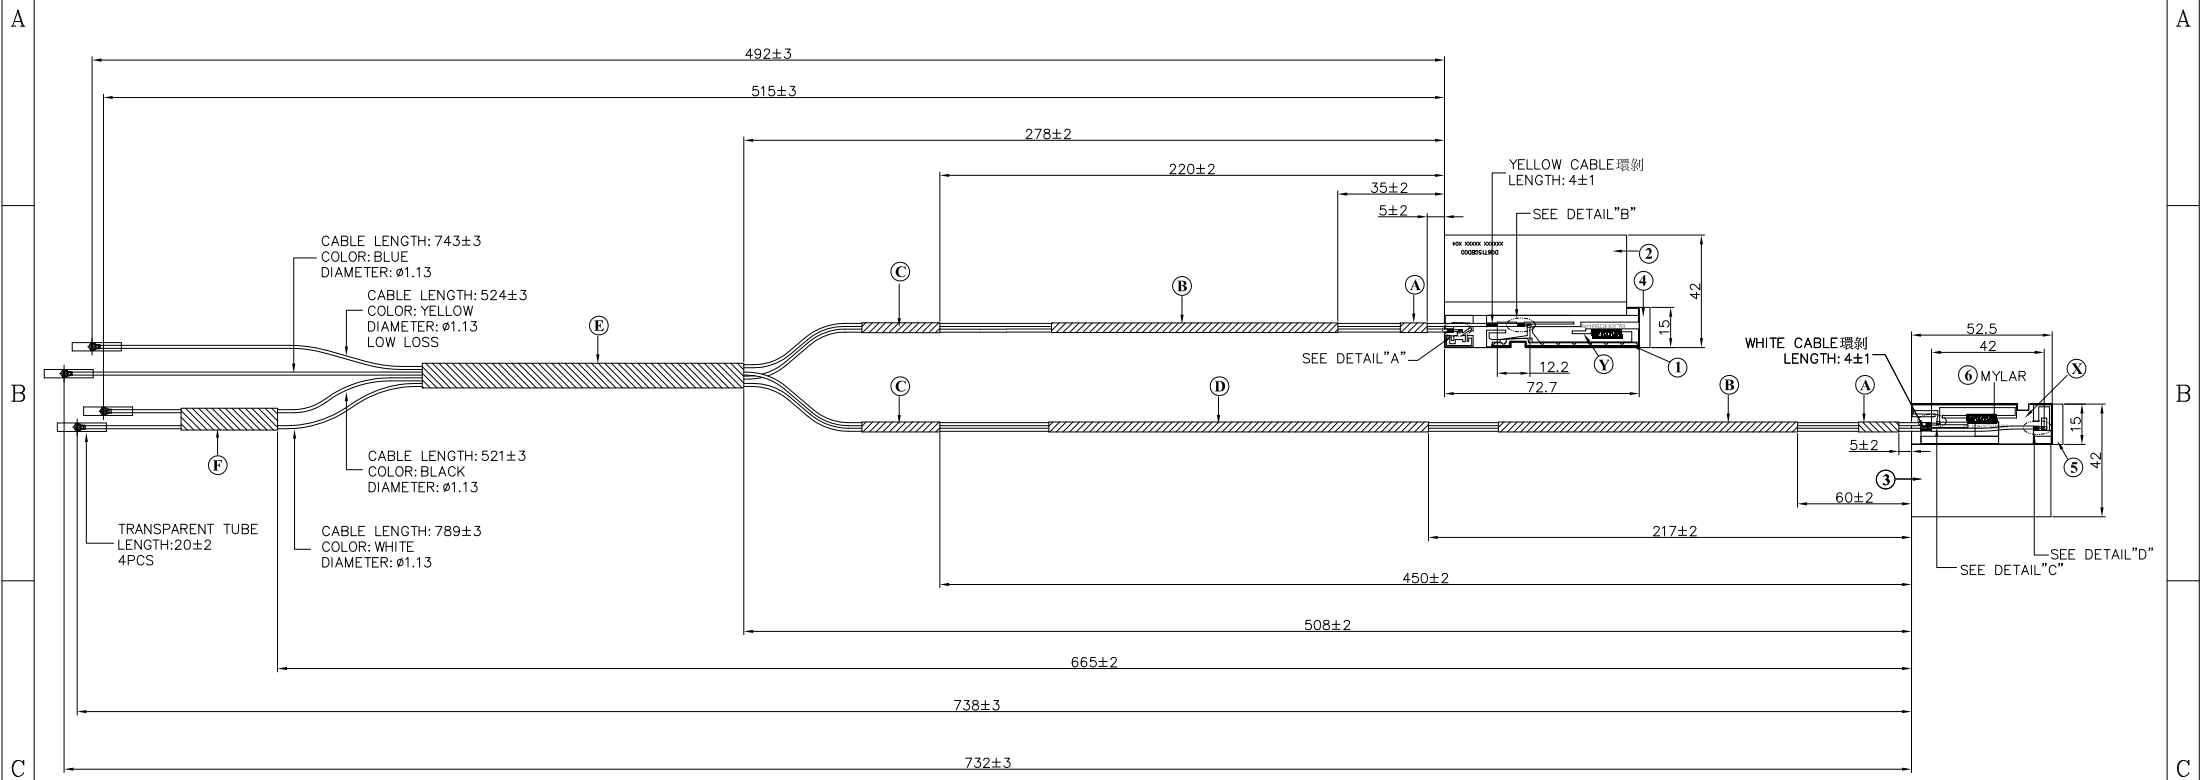 A
A
492±3
515±3
278±2
220±2
YELLOW CABLE環剝
LENGTH: 4±1
35±2
5±2
SEE DETAIL"B"
CABLE LENGTH: 743±3
COLOR: BLUE
DIAMETER: ø1.13
XXXXXX XXXXX X04
DQ6T15GBD00
2
C
B
A
4
42
CABLE LENGTH: 524±3
COLOR: YELLOW
DIAMETER: ø1.13
LOW LOSS
E
15
52.5
SEE DETAIL"A"
12.2
Y
1
WHITE CABLE環剝
LENGTH: 4±1
42
72.7
6 MYLAR
X
B
C
D
B
A
B
15
5±2
42
F
CABLE LENGTH: 521±3
COLOR: BLACK
DIAMETER: ø1.13
5
3
60±2
TRANSPARENT TUBE
LENGTH:20±2
4PCS
CABLE LENGTH: 789±3
COLOR: WHITE
DIAMETER: ø1.13
217±2
SEE DETAIL"D"
SEE DETAIL"C"
450±2
508±2
665±2
738±3
732±3
C
C